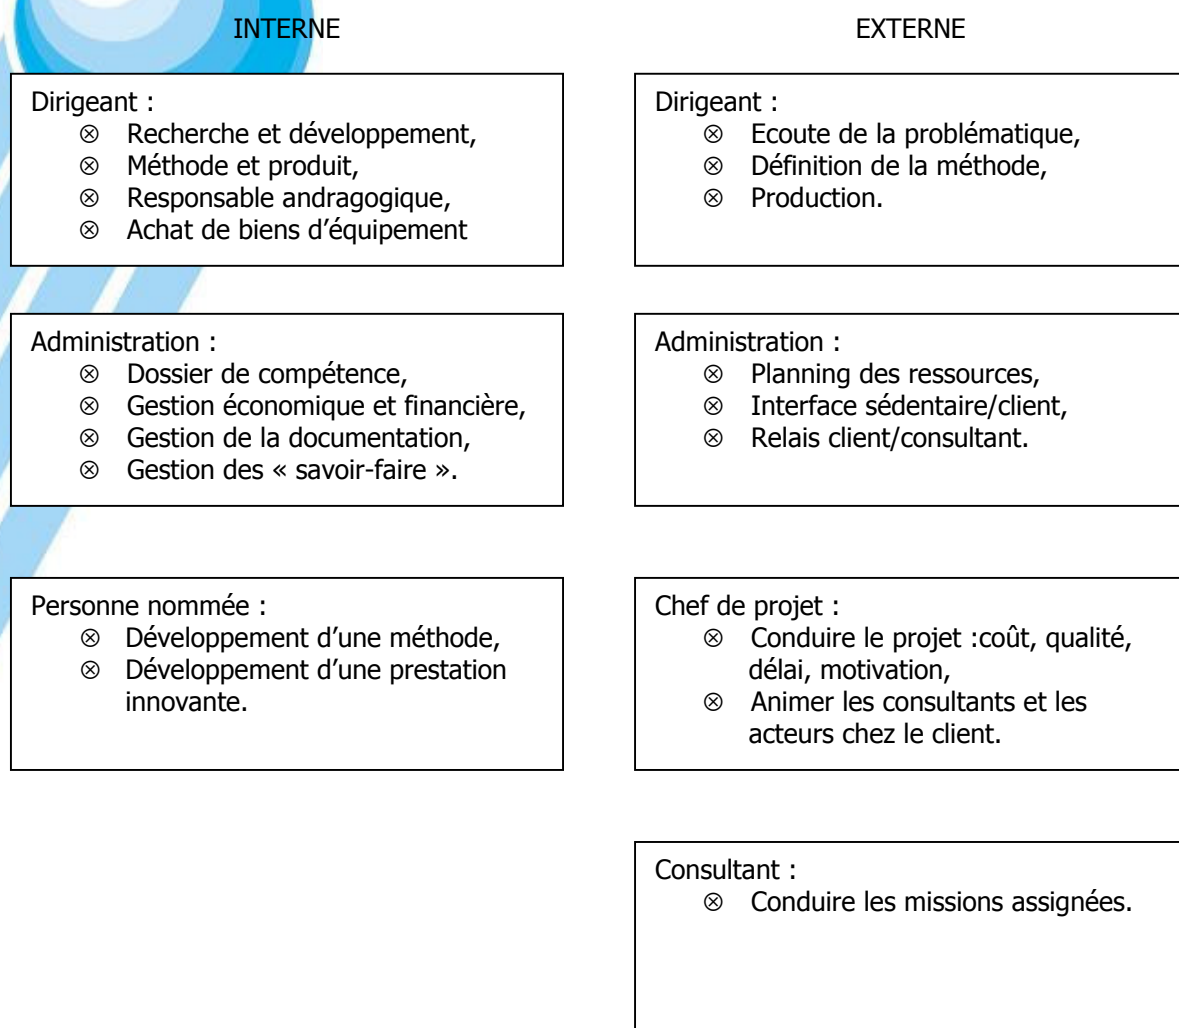 INTERNE
Dirigeant :
⊗ Recherche et développement,
⊗ Méthode et produit,
⊗ Responsable andragogique,
⊗ Achat de biens d’équipement
Administration :
⊗ Dossier de compétence,
⊗ Gestion économique et financière,
⊗ Gestion de la documentation,
⊗ Gestion des « savoir-faire ».
Personne nommée :
⊗ Développement d’une méthode,
⊗ Développement d’une prestation
innovante.
EXTERNE
Dirigeant :
⊗ Ecoute de la problématique,
⊗ Définition de la méthode,
⊗ Production.
Administration :
⊗ Planning des ressources,
⊗ Interface sédentaire/client,
⊗ Relais client/consultant.
Chef de projet :
⊗ Conduire le projet :coût, qualité,
délai, motivation,
⊗ Animer les consultants et les
acteurs chez le client.
Consultant :
⊗ Conduire les missions assignées.